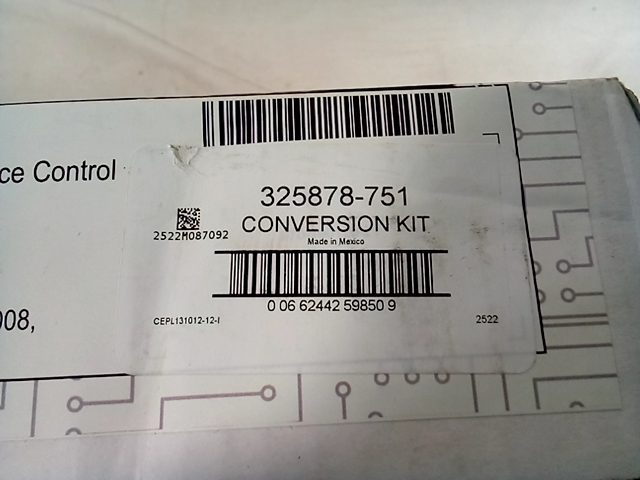 ce Control
325878-751
2522M087092
CONVERSION KIT
Made in Mexico
0 06 62442 59850 9
008,
CEPL131012-12-I
2522